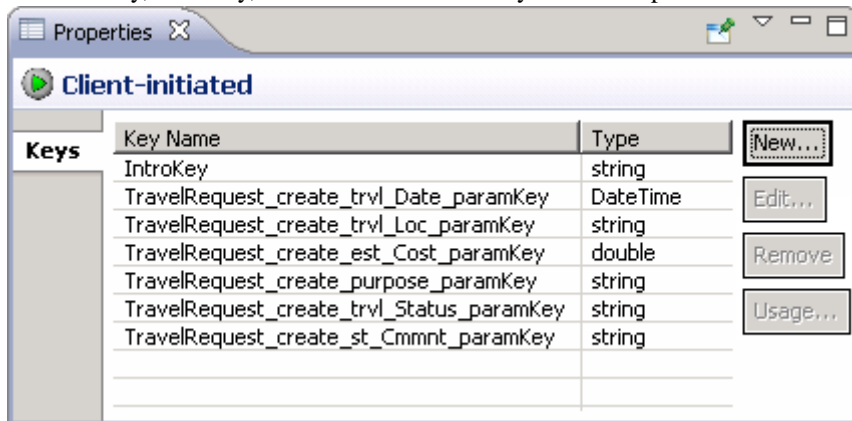 Properties
Client-initiated
Keys
Key Name Type
IntroKey string
TravelRequest_create_trvl_Date_paramKey DateTime
TravelRequest_create_trvl_Loc_paramKey string
TravelRequest_create_est_Cost_paramKey double
TravelRequest_create_purpose_paramKey string
TravelRequest_create_trvl_Status_paramKey string
TravelRequest_create_st_Cmmnt_paramKey string
New...
Edit...
Remove
Usage...